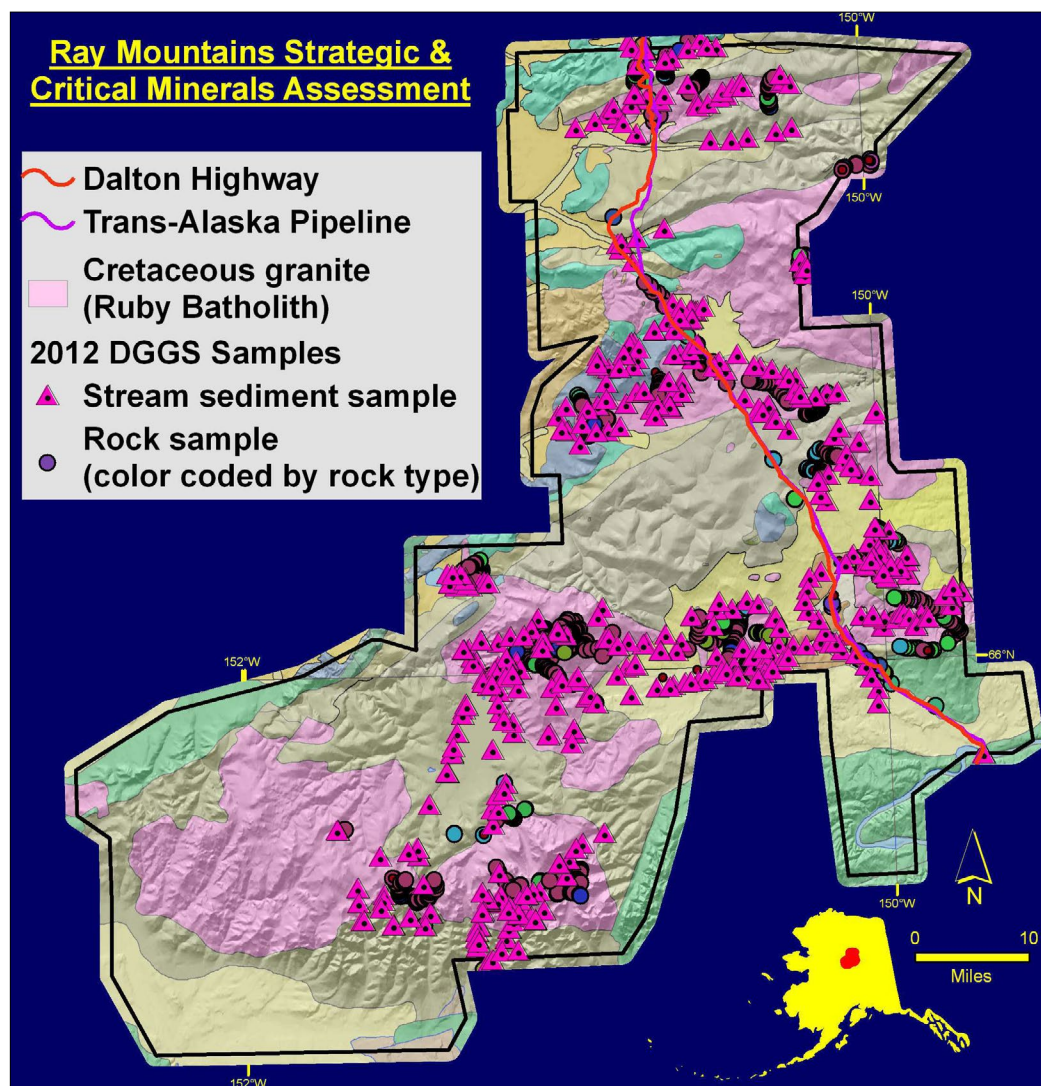 Ray Mountains Strategic &
Critical Minerals Assessment
Dalton Highway
Trans-Alaska Pipeline
Cretaceous granite
(Ruby Batholith)
2012 DGGS Samples
Stream sediment sample
Rock sample
(color coded by rock type)
150°W
150°W
150°W
152°W
66°N
150°W
N
0 10
Miles
152°W